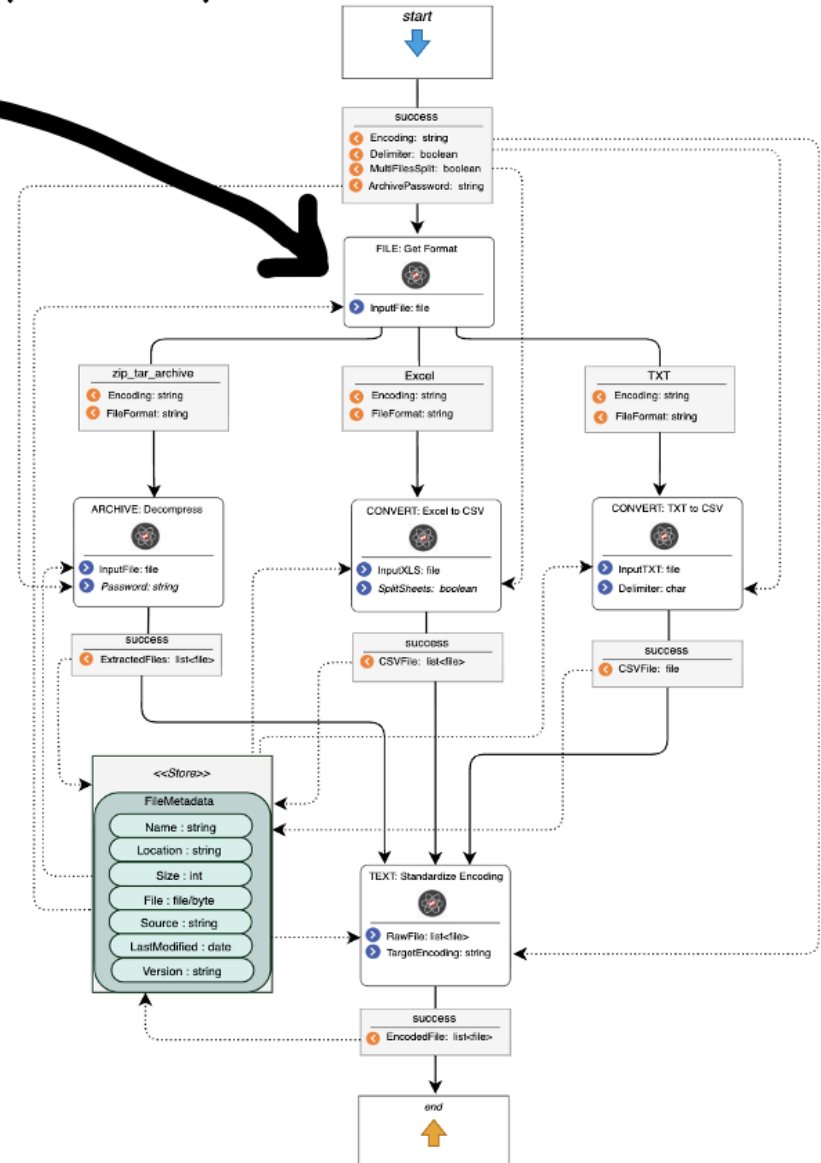 start
success
Encoding: string
Delimiter: boolean
MultiFilesSplit: boolean
ArchivePassword: string
FILE: Get Format
InputFile: file
zip_tar_archive
Encoding: string
FileFormat: string
Excel
Encoding: string
FileFormat: string
TXT
Encoding: string
FileFormat: string
ARCHIVE: Decompress
InputFile: file
Password: string
CONVERT: Excel to CSV
InputXLS: file
SplitSheets: boolean
CONVERT: TXT to CSV
InputTXT: file
Delimiter: char
success
ExtractedFiles: list<file>
success
CSVFile: list<file>
success
CSVFile: file
<<Store>>
FileMetadata
Name : string
Location : string
Size : int
File : file/byte
Source : string
LastModified : date
Version : string
TEXT: Standardize Encoding
RawFile: list<file>
TargetEncoding: string
success
EncodedFile: list<file>
end